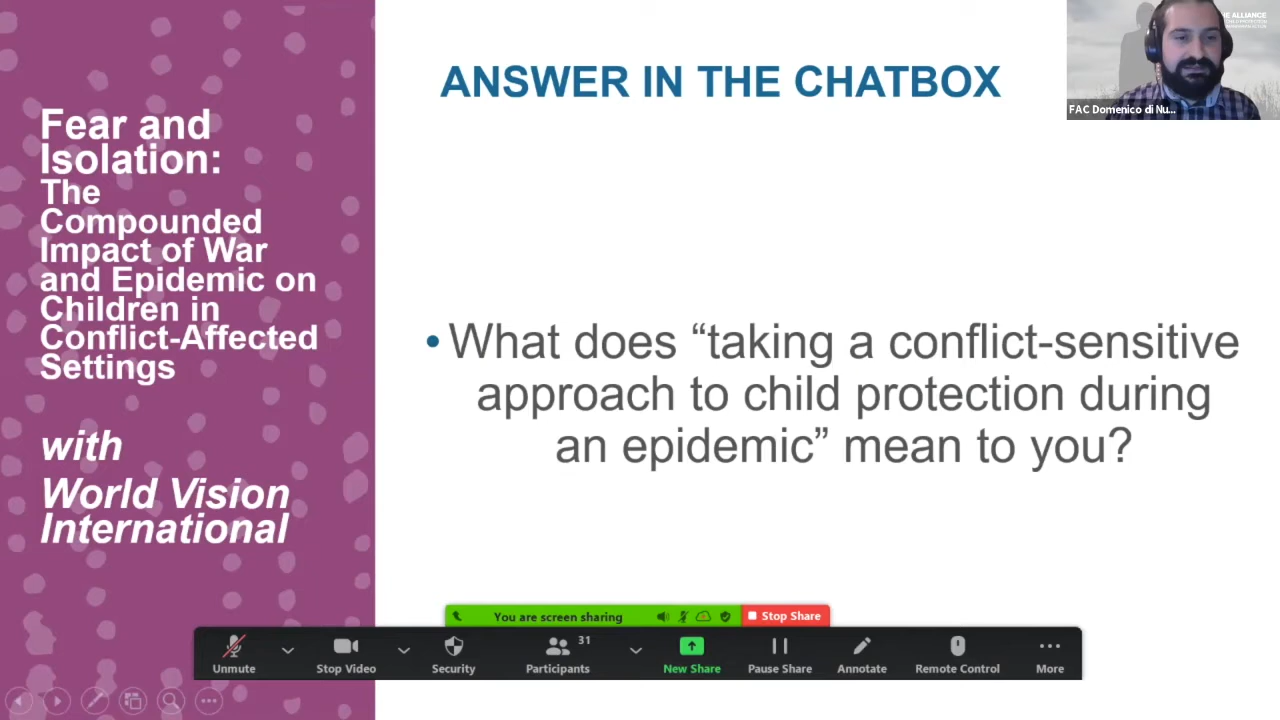 Fear and
Isolation:
The
Compounded
Impact of War
and Epidemic on
Children in
Conflict-Affected
Settings
with
World Vision
International
ANSWER IN THE CHATBOX
• What does “taking a conflict-sensitive
approach to child protection during
an epidemic” mean to you?
THE ALLIANCE
FAC Domenico di Nu...
You are screen sharing
Stop Share
Unmute
Stop Video
Security
Participants
31
New Share
Pause Share
Annotate
Remote Control
More